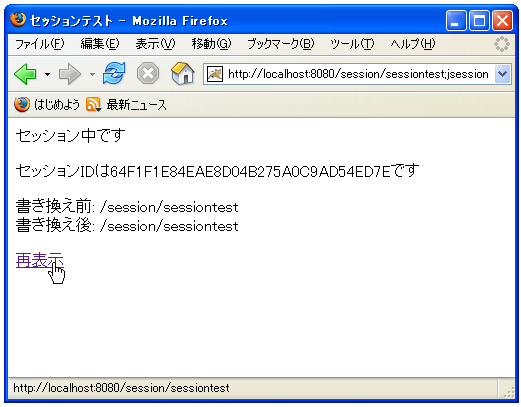 セッションテスト - Mozilla Firefox
ファイル(F) 編集(E) 表示(V) 移動(G) ブックマーク(B) ツール(T) ヘルプ(H)
http://localhost:8080/session/sessiontest;jsession
はじめよう 最新ニュース
セッション中です
セッションIDは64F1F1E84EAE8D04B275A0C9AD54ED7Eです
書き換え前: /session/sessiontest
書き換え後: /session/sessiontest
再表示
http://localhost:8080/session/sessiontest